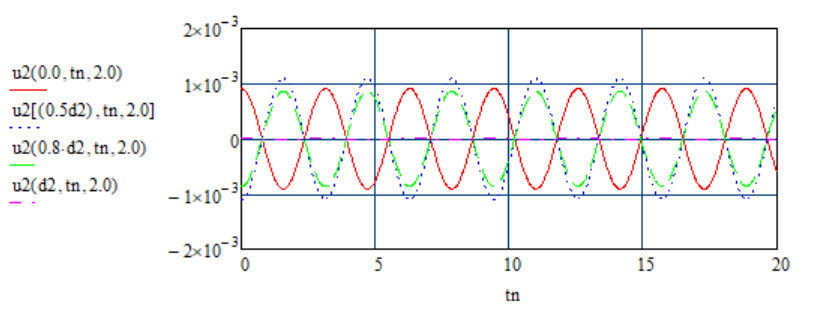 2×10⁻³
u2(0.0, tn, 2.0)
1×10⁻³
u2[(0.5d2), tn, 2.0]
u2(0.8·d2, tn, 2.0)
0
u2(d2, tn, 2.0)
−1×10⁻³
−2×10⁻³
0 5 10 15 20
tn